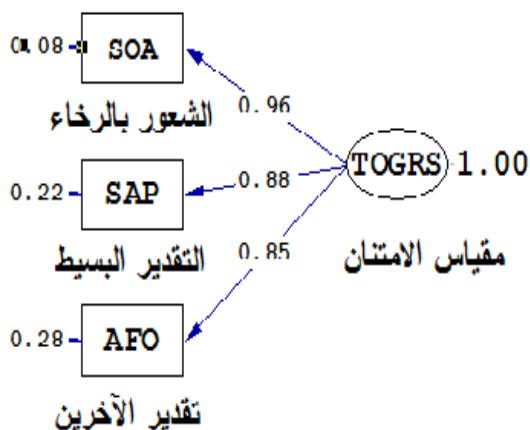 0.08
SOA
الشعور بالرخاء
0.96
TOGRS
1.00
مقياس الامتنان
0.22
SAP
0.88
التقدير البسيط
0.85
0.28
AFO
تقدير الآخرين